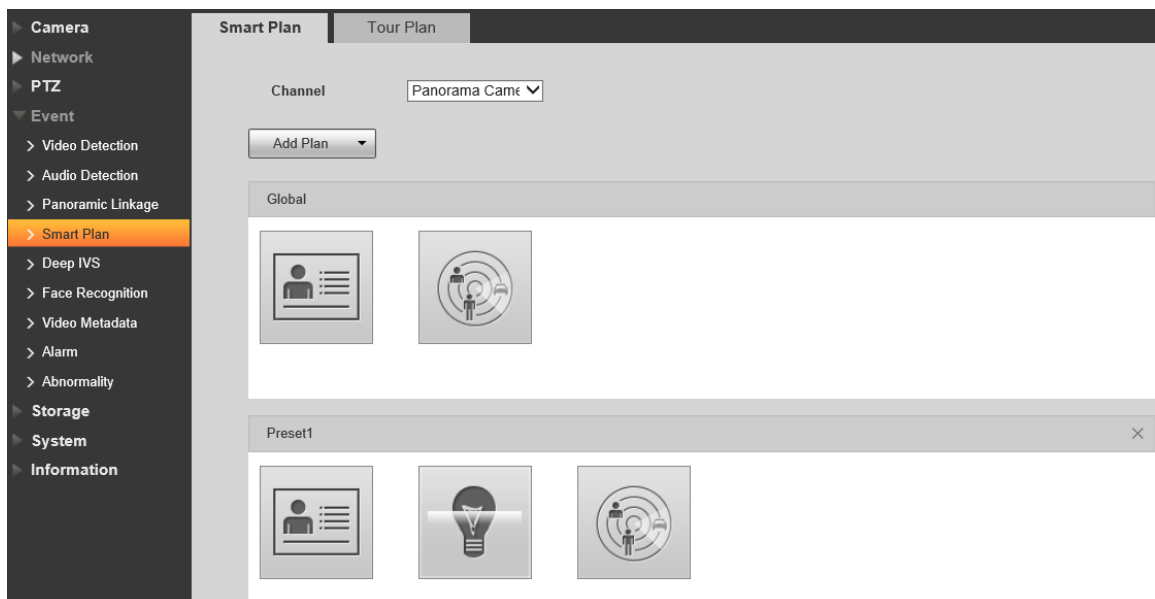 Camera
Network
PTZ
Event
Video Detection
Audio Detection
Panoramic Linkage
Smart Plan
Deep IVS
Face Recognition
Video Metadata
Alarm
Abnormality
Storage
System
Information
Smart Plan Tour Plan
Channel Panorama Came
Add Plan
Global
Preset1